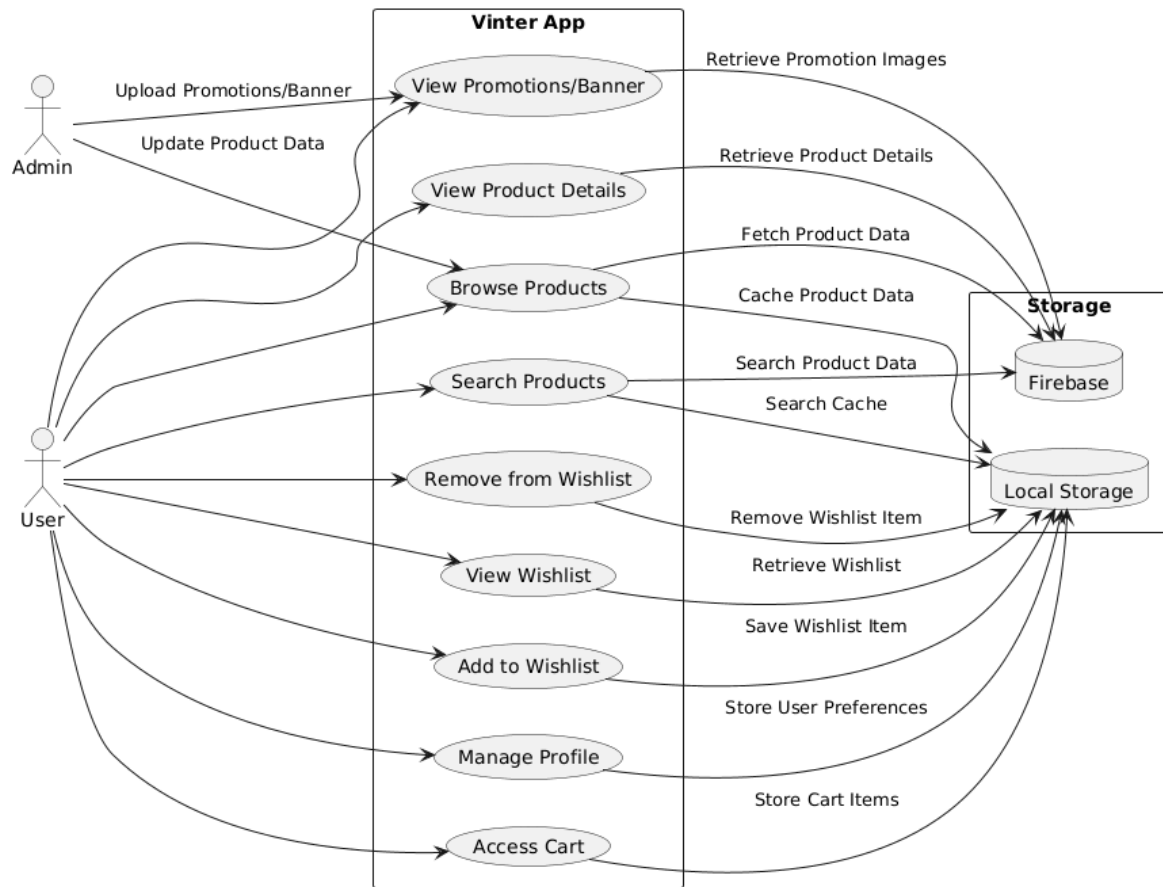 Vinter App
Admin
Upload Promotions/Banner
Update Product Data
View Promotions/Banner
Retrieve Promotion Images
View Product Details
Retrieve Product Details
Browse Products
Fetch Product Data
Cache Product Data
Storage
Firebase
Search Products
Search Product Data
Search Cache
User
Remove from Wishlist
Local Storage
Remove Wishlist Item
View Wishlist
Retrieve Wishlist
Add to Wishlist
Save Wishlist Item
Manage Profile
Store User Preferences
Access Cart
Store Cart Items